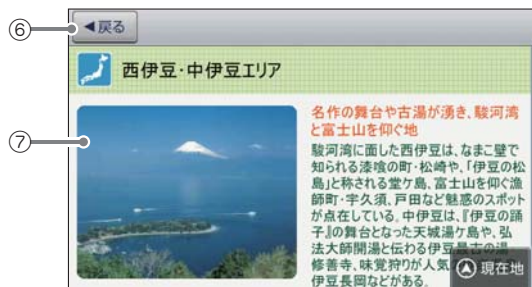 ⑥
◀戻る
西伊豆･中伊豆エリア
⑦
名作の舞台や古湯が湧き、駿河湾
と富士山を仰ぐ地
駿河湾に面した西伊豆は、なまこ壁で
知られる漆喰の町･松崎や、｢伊豆の松
島｣と称される堂ケ島、富士山を仰ぐ漁
師町･宇久須、戸田など魅惑のスポット
が点在している。中伊豆は、『伊豆の踊
子』の舞台となった天城湯ケ島や、弘
法大師開湯と伝わる伊豆最古の湯
修善寺、味覚狩りが人気
伊豆長岡などがある。
現在地